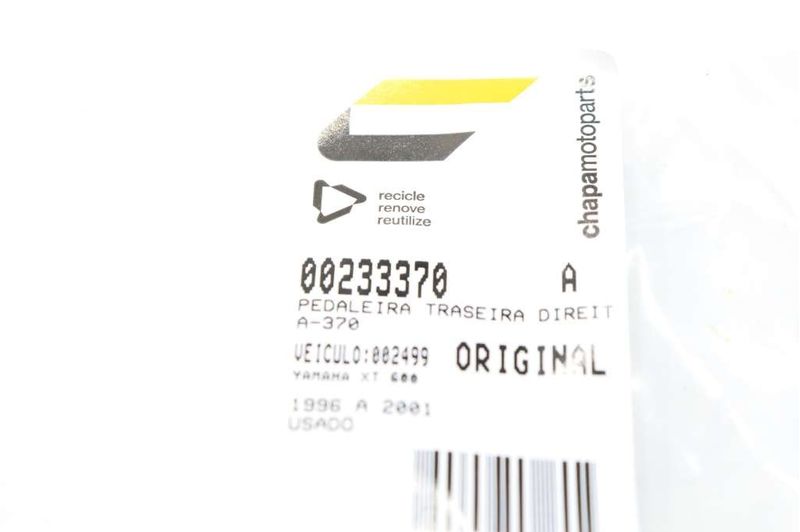 chapamotoparts
recicle
renove
reutilize
00233370 A
PEDALEIRA TRASEIRA DIREIT
A-370
VEICULO:002499 ORIGINAL
YAMAHA XT 600
1996 A 2001
USADO